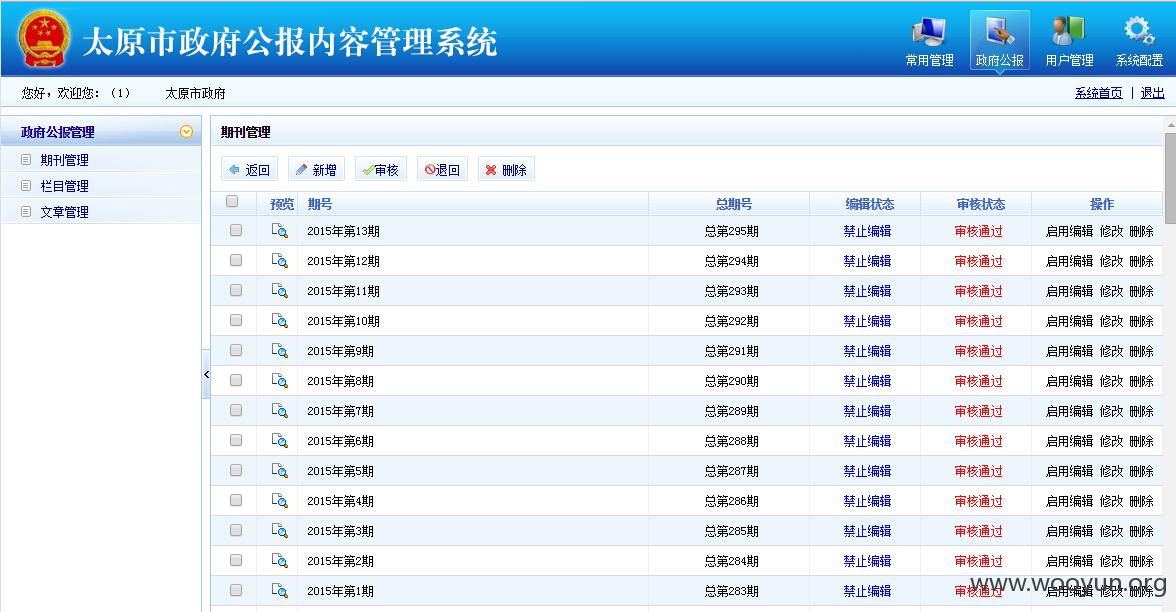 太原市政府公报内容管理系统
常用管理 政府公报 用户管理 系统配置
您好，欢迎您：（1） 太原市政府 系统首页 | 退出
政府公报管理
期刊管理
栏目管理
文章管理
期刊管理
返回 新增 审核 退回 删除
预览 期号 总期号 编辑状态 审核状态 操作
2015年第13期 总第295期 禁止编辑 审核通过 启用编辑 修改 删除
2015年第12期 总第294期 禁止编辑 审核通过 启用编辑 修改 删除
2015年第11期 总第293期 禁止编辑 审核通过 启用编辑 修改 删除
2015年第10期 总第292期 禁止编辑 审核通过 启用编辑 修改 删除
2015年第9期 总第291期 禁止编辑 审核通过 启用编辑 修改 删除
2015年第8期 总第290期 禁止编辑 审核通过 启用编辑 修改 删除
2015年第7期 总第289期 禁止编辑 审核通过 启用编辑 修改 删除
2015年第6期 总第288期 禁止编辑 审核通过 启用编辑 修改 删除
2015年第5期 总第287期 禁止编辑 审核通过 启用编辑 修改 删除
2015年第4期 总第286期 禁止编辑 审核通过 启用编辑 修改 删除
2015年第3期 总第285期 禁止编辑 审核通过 启用编辑 修改 删除
2015年第2期 总第284期 禁止编辑 审核通过 启用编辑 修改 删除
2015年第1期 总第283期 禁止编辑 审核通过 启用编辑 修改 删除
www.wooyun.org